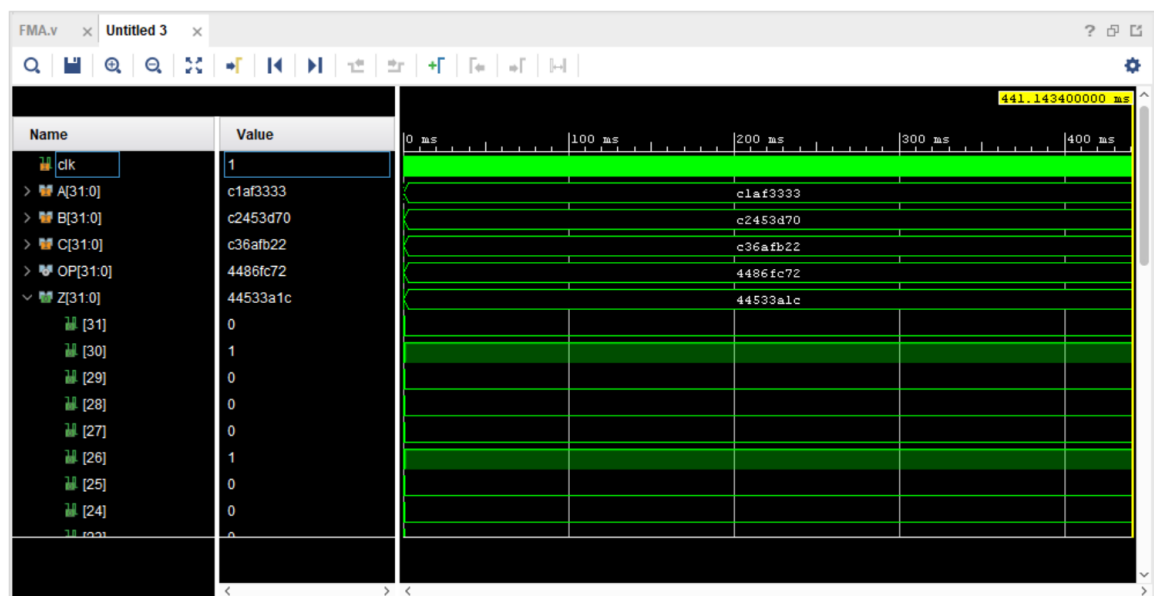 FMA.v × Untitled 3 × ?
441.143400000 ms
Name Value 0 ms 100 ms 200 ms 300 ms 400 ms
clk 1
A[31:0] c1af3333 c1af3333
B[31:0] c2453d70 c2453d70
C[31:0] c36afb22 c36afb22
OP[31:0] 4486fc72 4486fc72
Z[31:0] 44533a1c 44533a1c
[31] 0
[30] 1
[29] 0
[28] 0
[27] 0
[26] 1
[25] 0
[24] 0